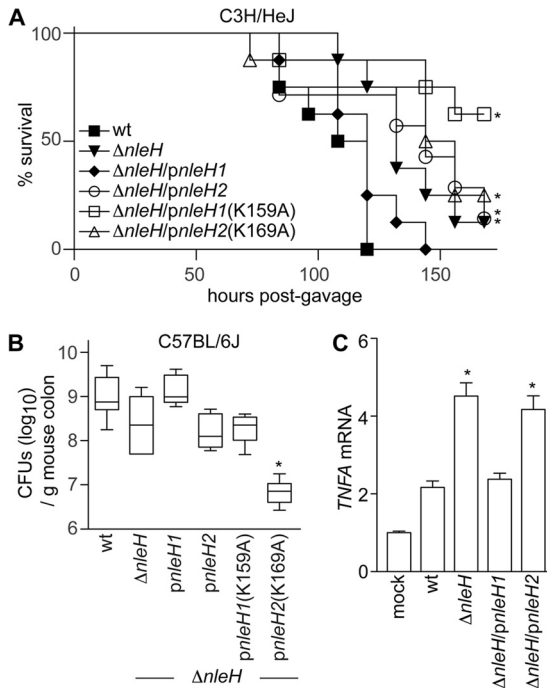 A
C3H/HeJ
% survival
100
50
0
wt
ΔnleH
ΔnleH/pnleH1
ΔnleH/pnleH2
ΔnleH/pnleH1(K159A)
ΔnleH/pnleH2(K169A)
*
*
*
*
0
50
100
150
hours post-gavage
B
C57BL/6J
CFUs (log10)
/ g mouse colon
10
9
8
7
6
*
wt
ΔnleH
pnleH1
pnleH2
pnleH1(K159A)
pnleH2(K169A)
ΔnleH
C
TNFA mRNA
6
4
2
0
*
*
mock
wt
ΔnleH
ΔnleH/pnleH1
ΔnleH/pnleH2